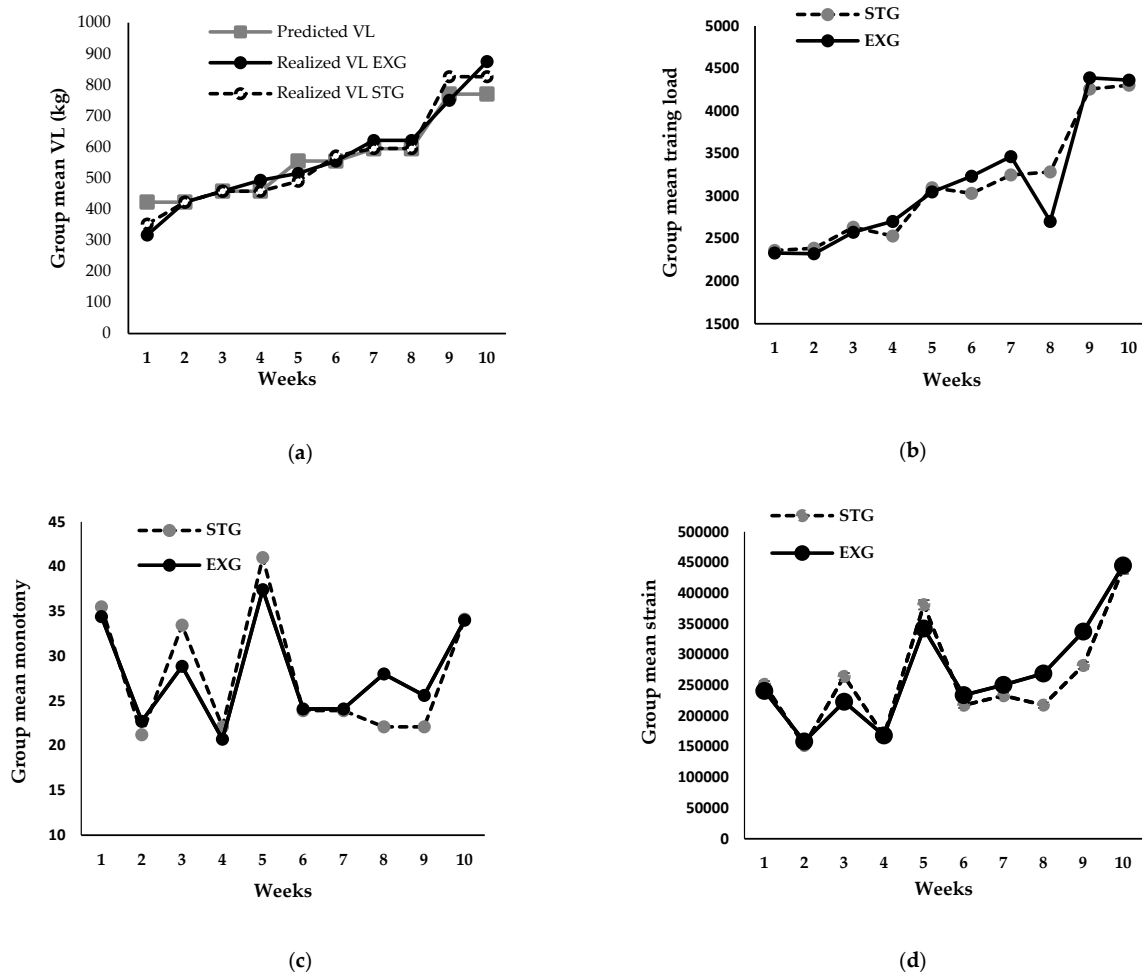 1000
900
800
700
600
500
400
300
200
100
0
Group mean VL (kg)
Predicted VL
Realized VL EXG
Realized VL STG
1 2 3 4 5 6 7 8 9 10
Weeks
(a)
STG
EXG
5000
4500
4000
3500
3000
2500
2000
1500
Group mean traing load
1 2 3 4 5 6 7 8 9 10
Weeks
(b)
45
40
35
30
25
20
15
10
Group mean monotony
STG
EXG
1 2 3 4 5 6 7 8 9 10
Weeks
(c)
STG
EXG
500000
450000
400000
350000
300000
250000
200000
150000
100000
50000
0
Group mean strain
1 2 3 4 5 6 7 8 9 10
Weeks
(d)